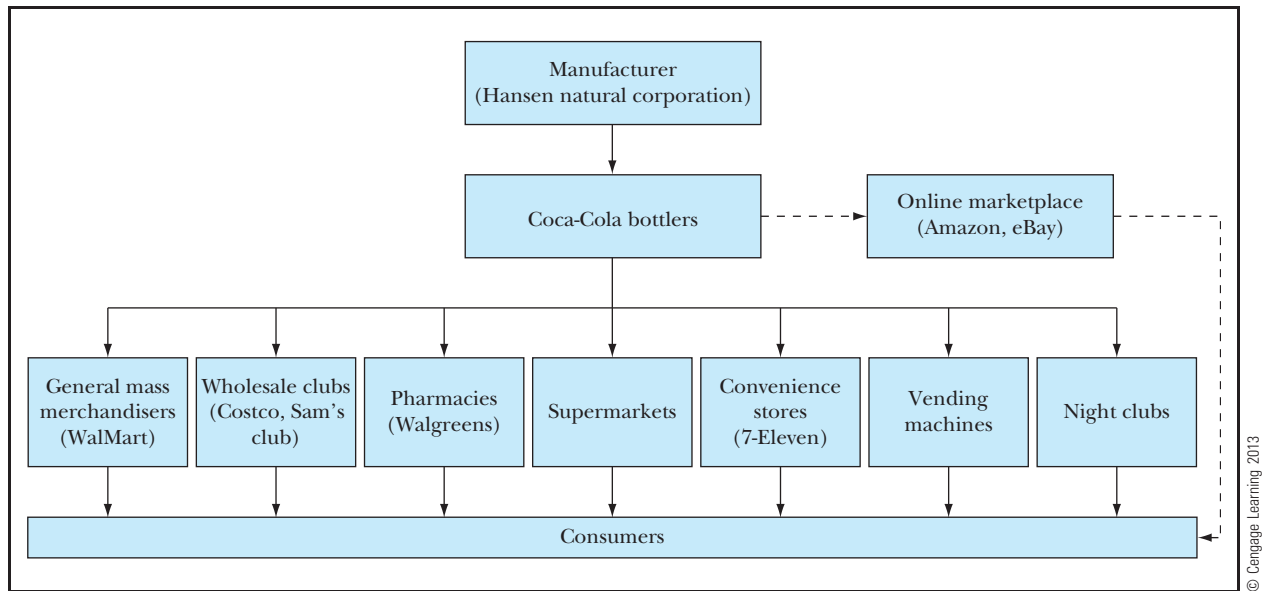 Manufacturer
(Hansen natural corporation)
Coca-Cola bottlers
Online marketplace
(Amazon, eBay)
General mass
merchandisers
(WalMart)
Wholesale clubs
(Costco, Sam's
club)
Pharmacies
(Walgreens)
Supermarkets
Convenience
stores
(7-Eleven)
Vending
machines
Night clubs
Consumers
© Cengage Learning 2013